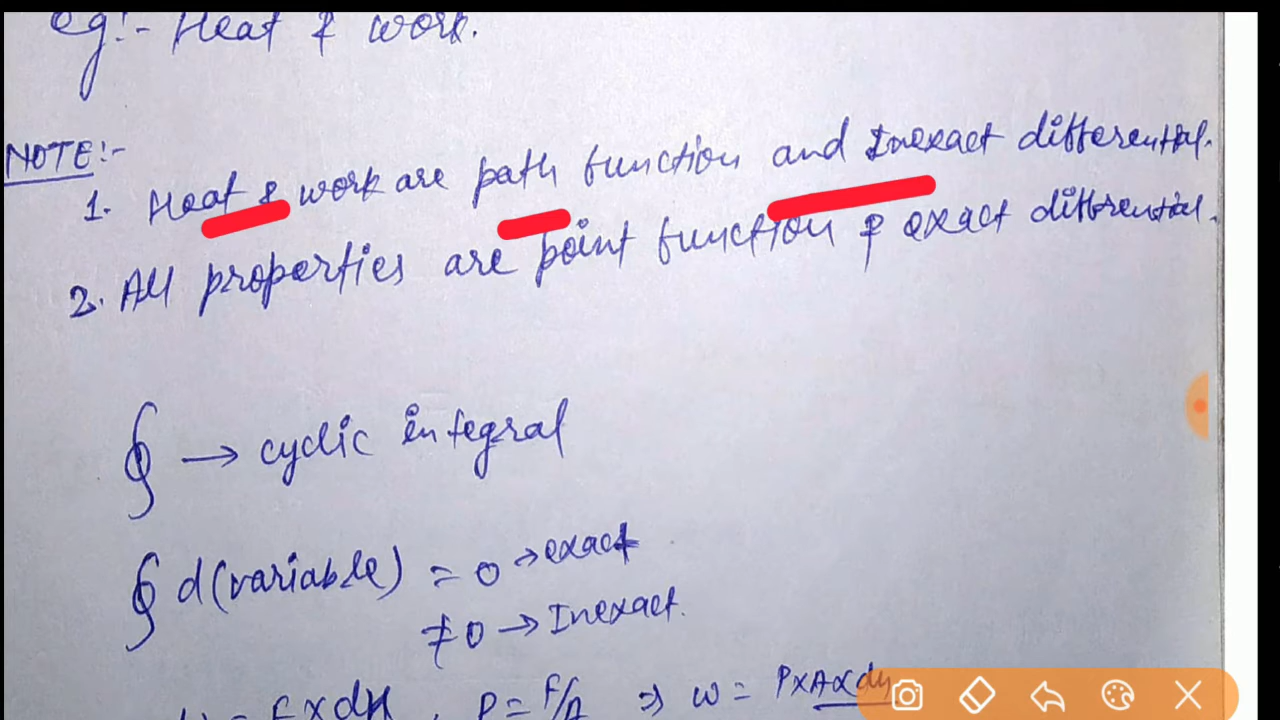 eg:- Heat & work.
NOTE:-
1. Heat & work are path function and Inexact differential.
2. All properties are point function & exact differential.
∮ → cyclic integral
∮ d(variable) = 0 → exact
≠ 0 → Inexact.
= F x dx, P = F/A ⇒ w = P x A x